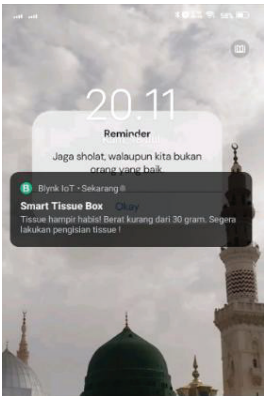 58%
20.11
Reminder
Jaga sholat, walaupun kita bukan
orang yang baik.
Blynk IoT • Sekarang
Smart Tissue Box
Okay
Tissue hampir habis! Berat kurang dari 30 gram. Segera
lakukan pengisian tissue !